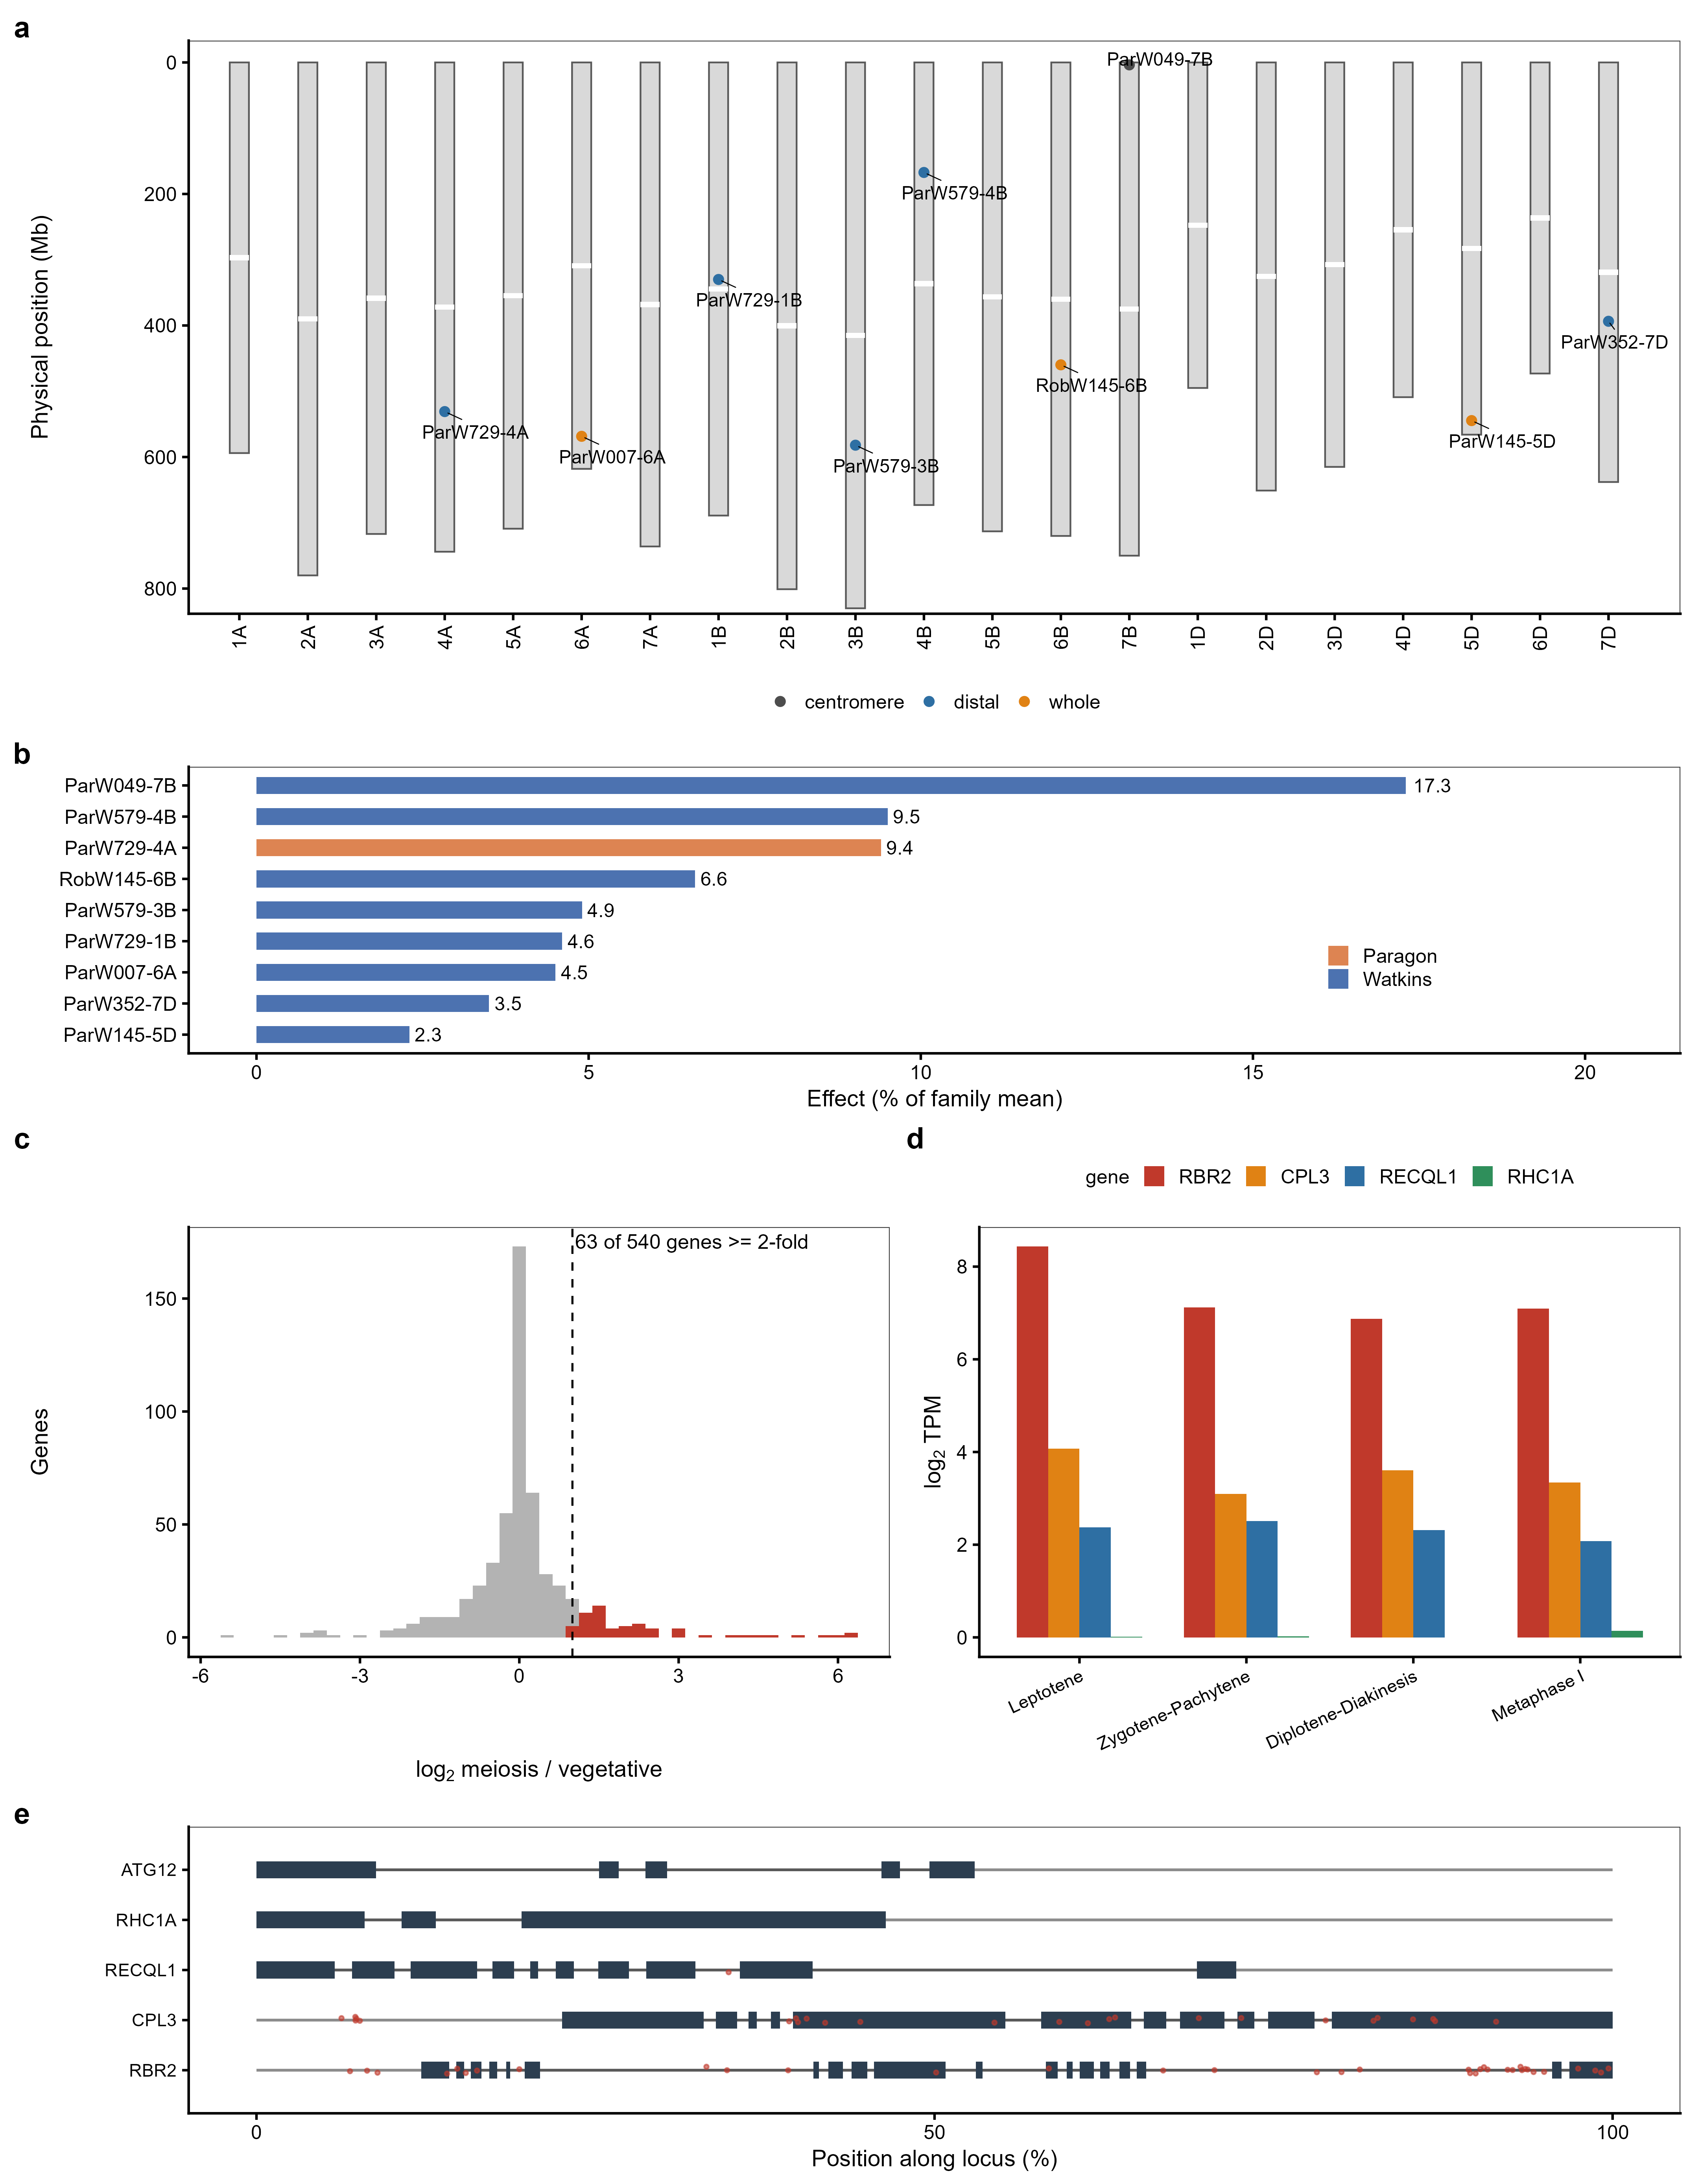 a
Physical position (Mb)
0
200
400
600
800
ParW049-7B
ParW579-4B
ParW729-1B
ParW352-7D
RobW145-6B
ParW729-4A
ParW145-5D
ParW007-6A
ParW579-3B
1A 2A 3A 4A 5A 6A 7A 1B 2B 3B 4B 5B 6B 7B 1D 2D 3D 4D 5D 6D 7D
centromere distal whole
b
ParW049-7B 17.3
ParW579-4B 9.5
ParW729-4A 9.4
RobW145-6B 6.6
ParW579-3B 4.9
ParW729-1B 4.6
ParW007-6A 4.5
ParW352-7D 3.5
ParW145-5D 2.3
Paragon
Watkins
0 5 10 15 20
Effect (% of family mean)
c
63 of 540 genes >= 2-fold
Genes
150
100
50
0
-6 -3 0 3 6
log2 meiosis / vegetative
d
gene RBR2 CPL3 RECQL1 RHC1A
log2 TPM
8
6
4
2
0
Leptotene
Zygotene-Pachytene
Diplotene-Diakinesis
Metaphase I
e
ATG12
RHC1A
RECQL1
CPL3
RBR2
0 50 100
Position along locus (%)